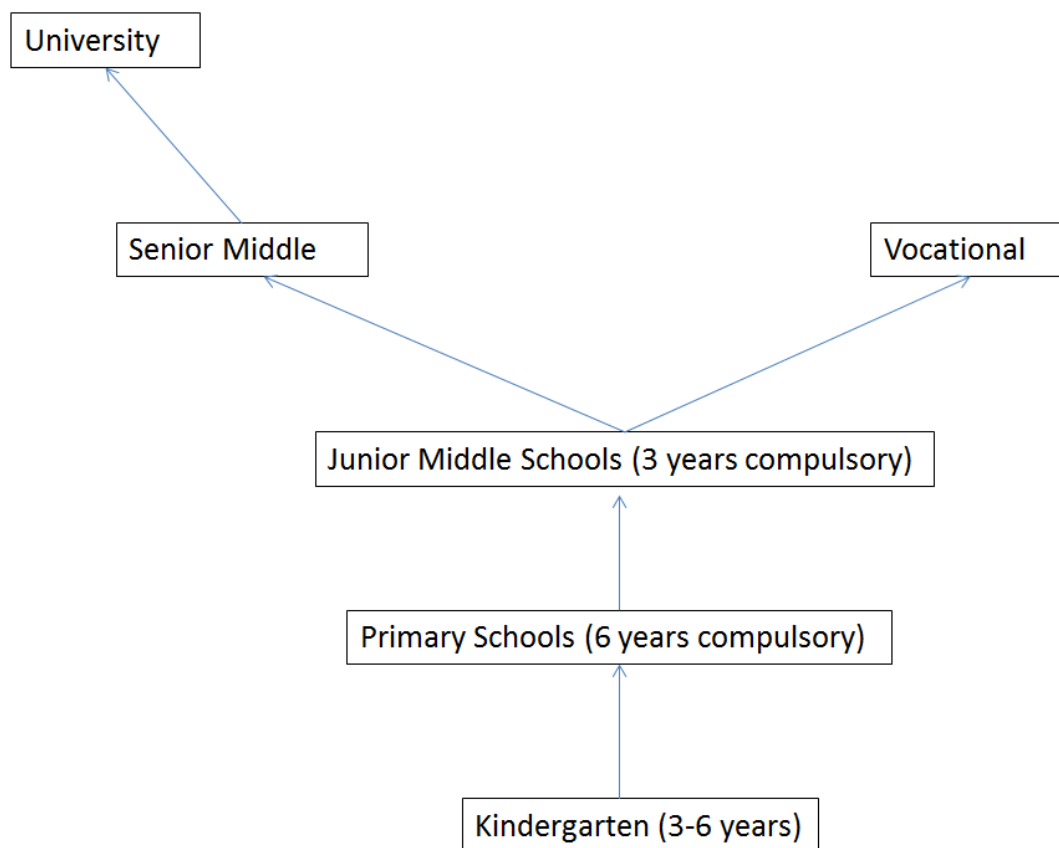 University
Senior Middle
Vocational
Junior Middle Schools (3 years compulsory)
Primary Schools (6 years compulsory)
Kindergarten (3-6 years)